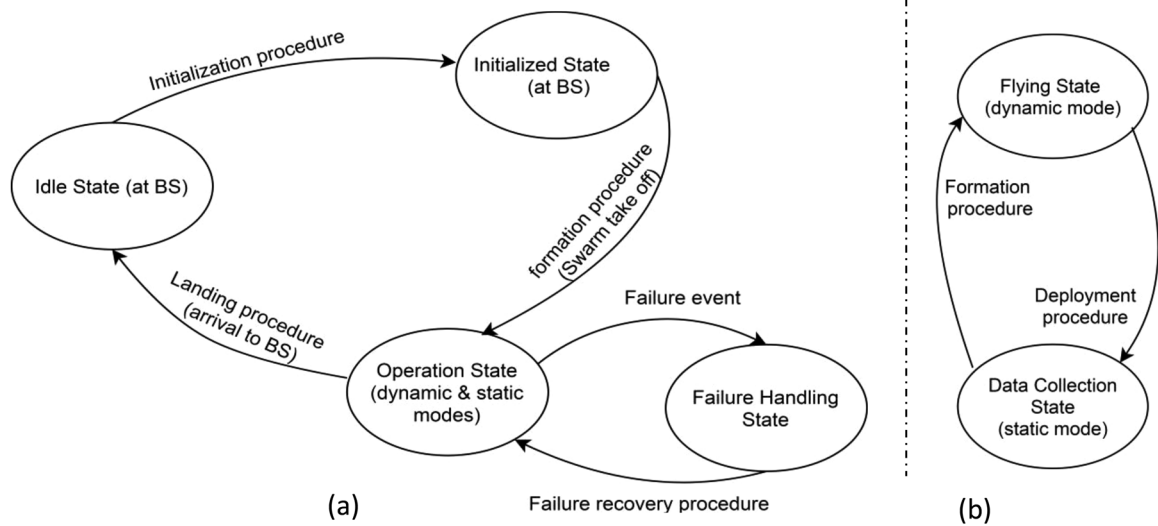 Initialization procedure
Initialized State
(at BS)
Idle State (at BS)
formation procedure
(Swarm take off)
Landing procedure
(arrival to BS)
Failure event
Operation State
(dynamic & static
modes)
Failure Handling
State
Failure recovery procedure
(a)
Flying State
(dynamic mode)
Formation
procedure
Deployment
procedure
Data Collection
State
(static mode)
(b)